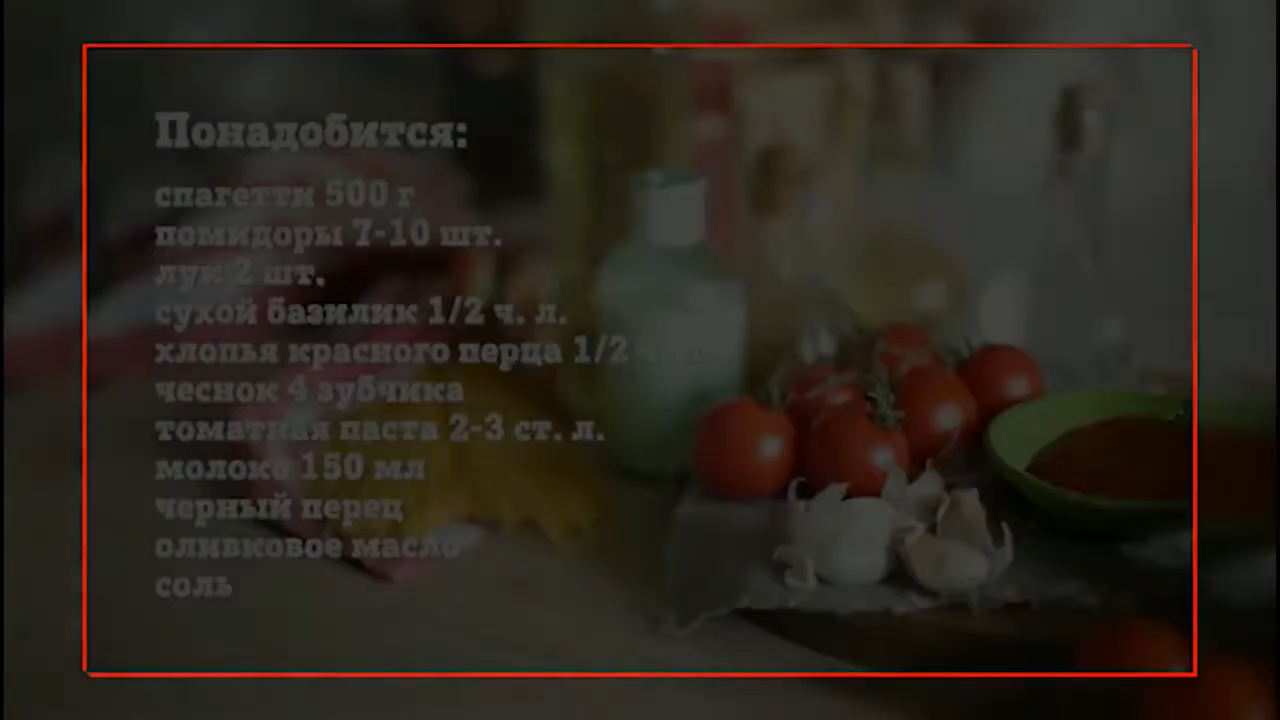 Понадобится:
спагетти 500 г
помидоры 7-10 шт.
лук 2 шт.
сухой базилик 1/2 ч. л.
хлопья красного перца 1/2
чеснок 4 зубчика
томатная паста 2-3 ст. л.
молоко 150 мл
черный перец
оливковое масло
соль